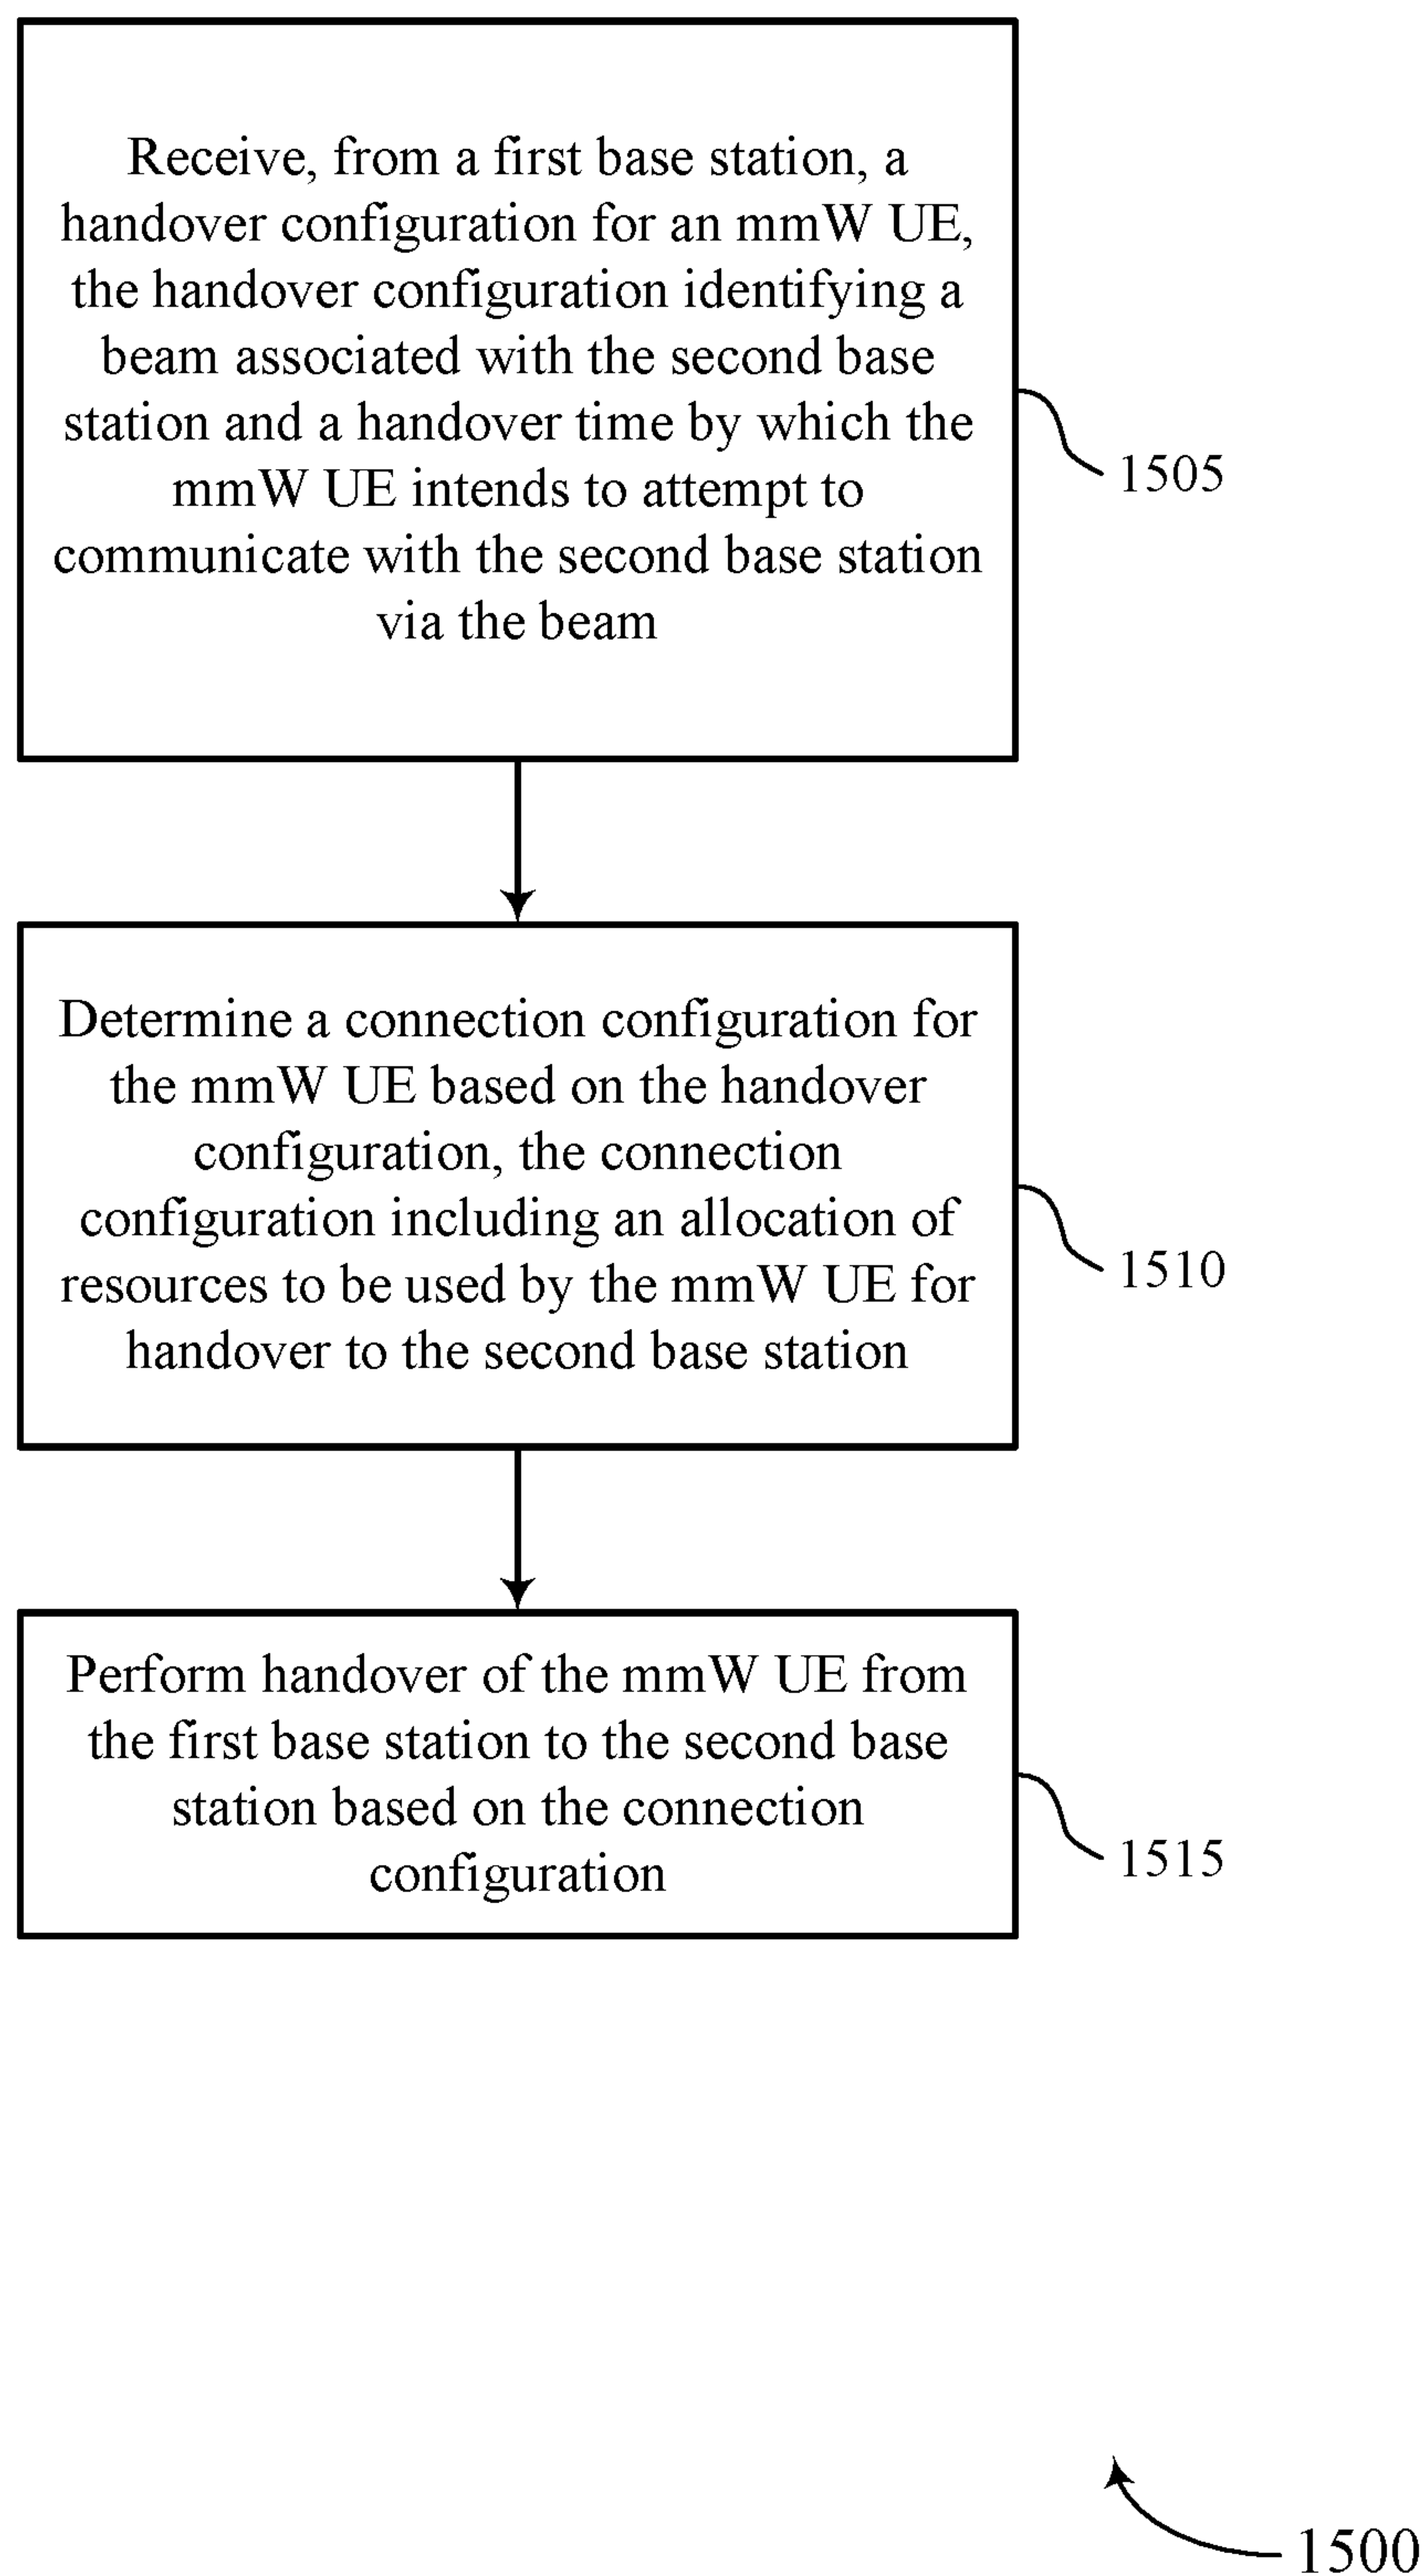 Receive, from a first base station, a
handover configuration for an mmW UE,
the handover configuration identifying a
beam associated with the second base
station and a handover time by which the
mmW UE intends to attempt to
communicate with the second base station
via the beam
1505
Determine a connection configuration for
the mmW UE based on the handover
configuration, the connection
configuration including an allocation of
resources to be used by the mmW UE for
handover to the second base station
1510
Perform handover of the mmW UE from
the first base station to the second base
station based on the connection
configuration
1515
1500